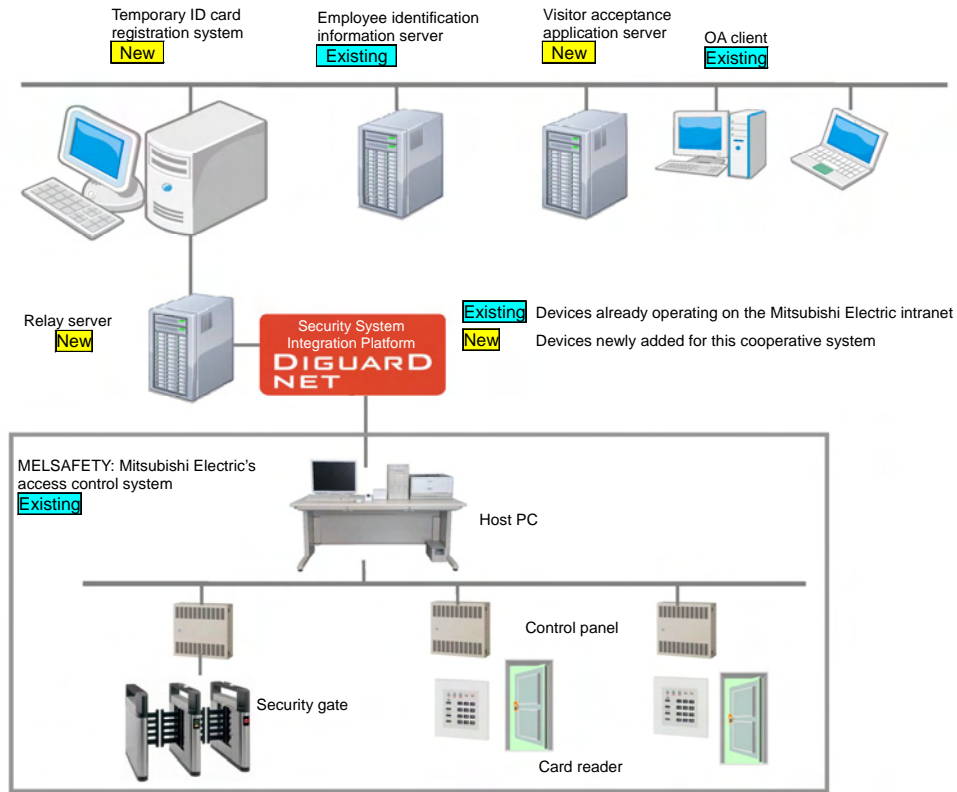 Temporary ID card
registration system
New
Employee identification
information server
Existing
Visitor acceptance
application server
New
OA client
Existing
Relay server
New
Security System
Integration Platform
DIGUARD
NET
Existing Devices already operating on the Mitsubishi Electric intranet
New Devices newly added for this cooperative system
MELSAFETY: Mitsubishi Electric's
access control system
Existing
Host PC
Control panel
Security gate
Card reader